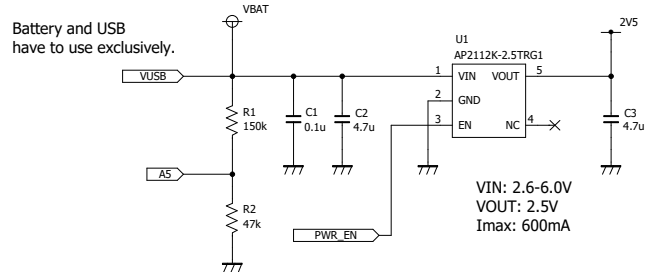 Battery and USB
have to use exclusively.
VBAT
VUSB
R1
150k
C1
0.1u
C2
4.7u
A5
R2
47k
PWR_EN
U1
AP2112K-2.5TRG1
1 VIN VOUT 5
2 GND
3 EN NC 4
2V5
C3
4.7u
VIN: 2.6-6.0V
VOUT: 2.5V
Imax: 600mA